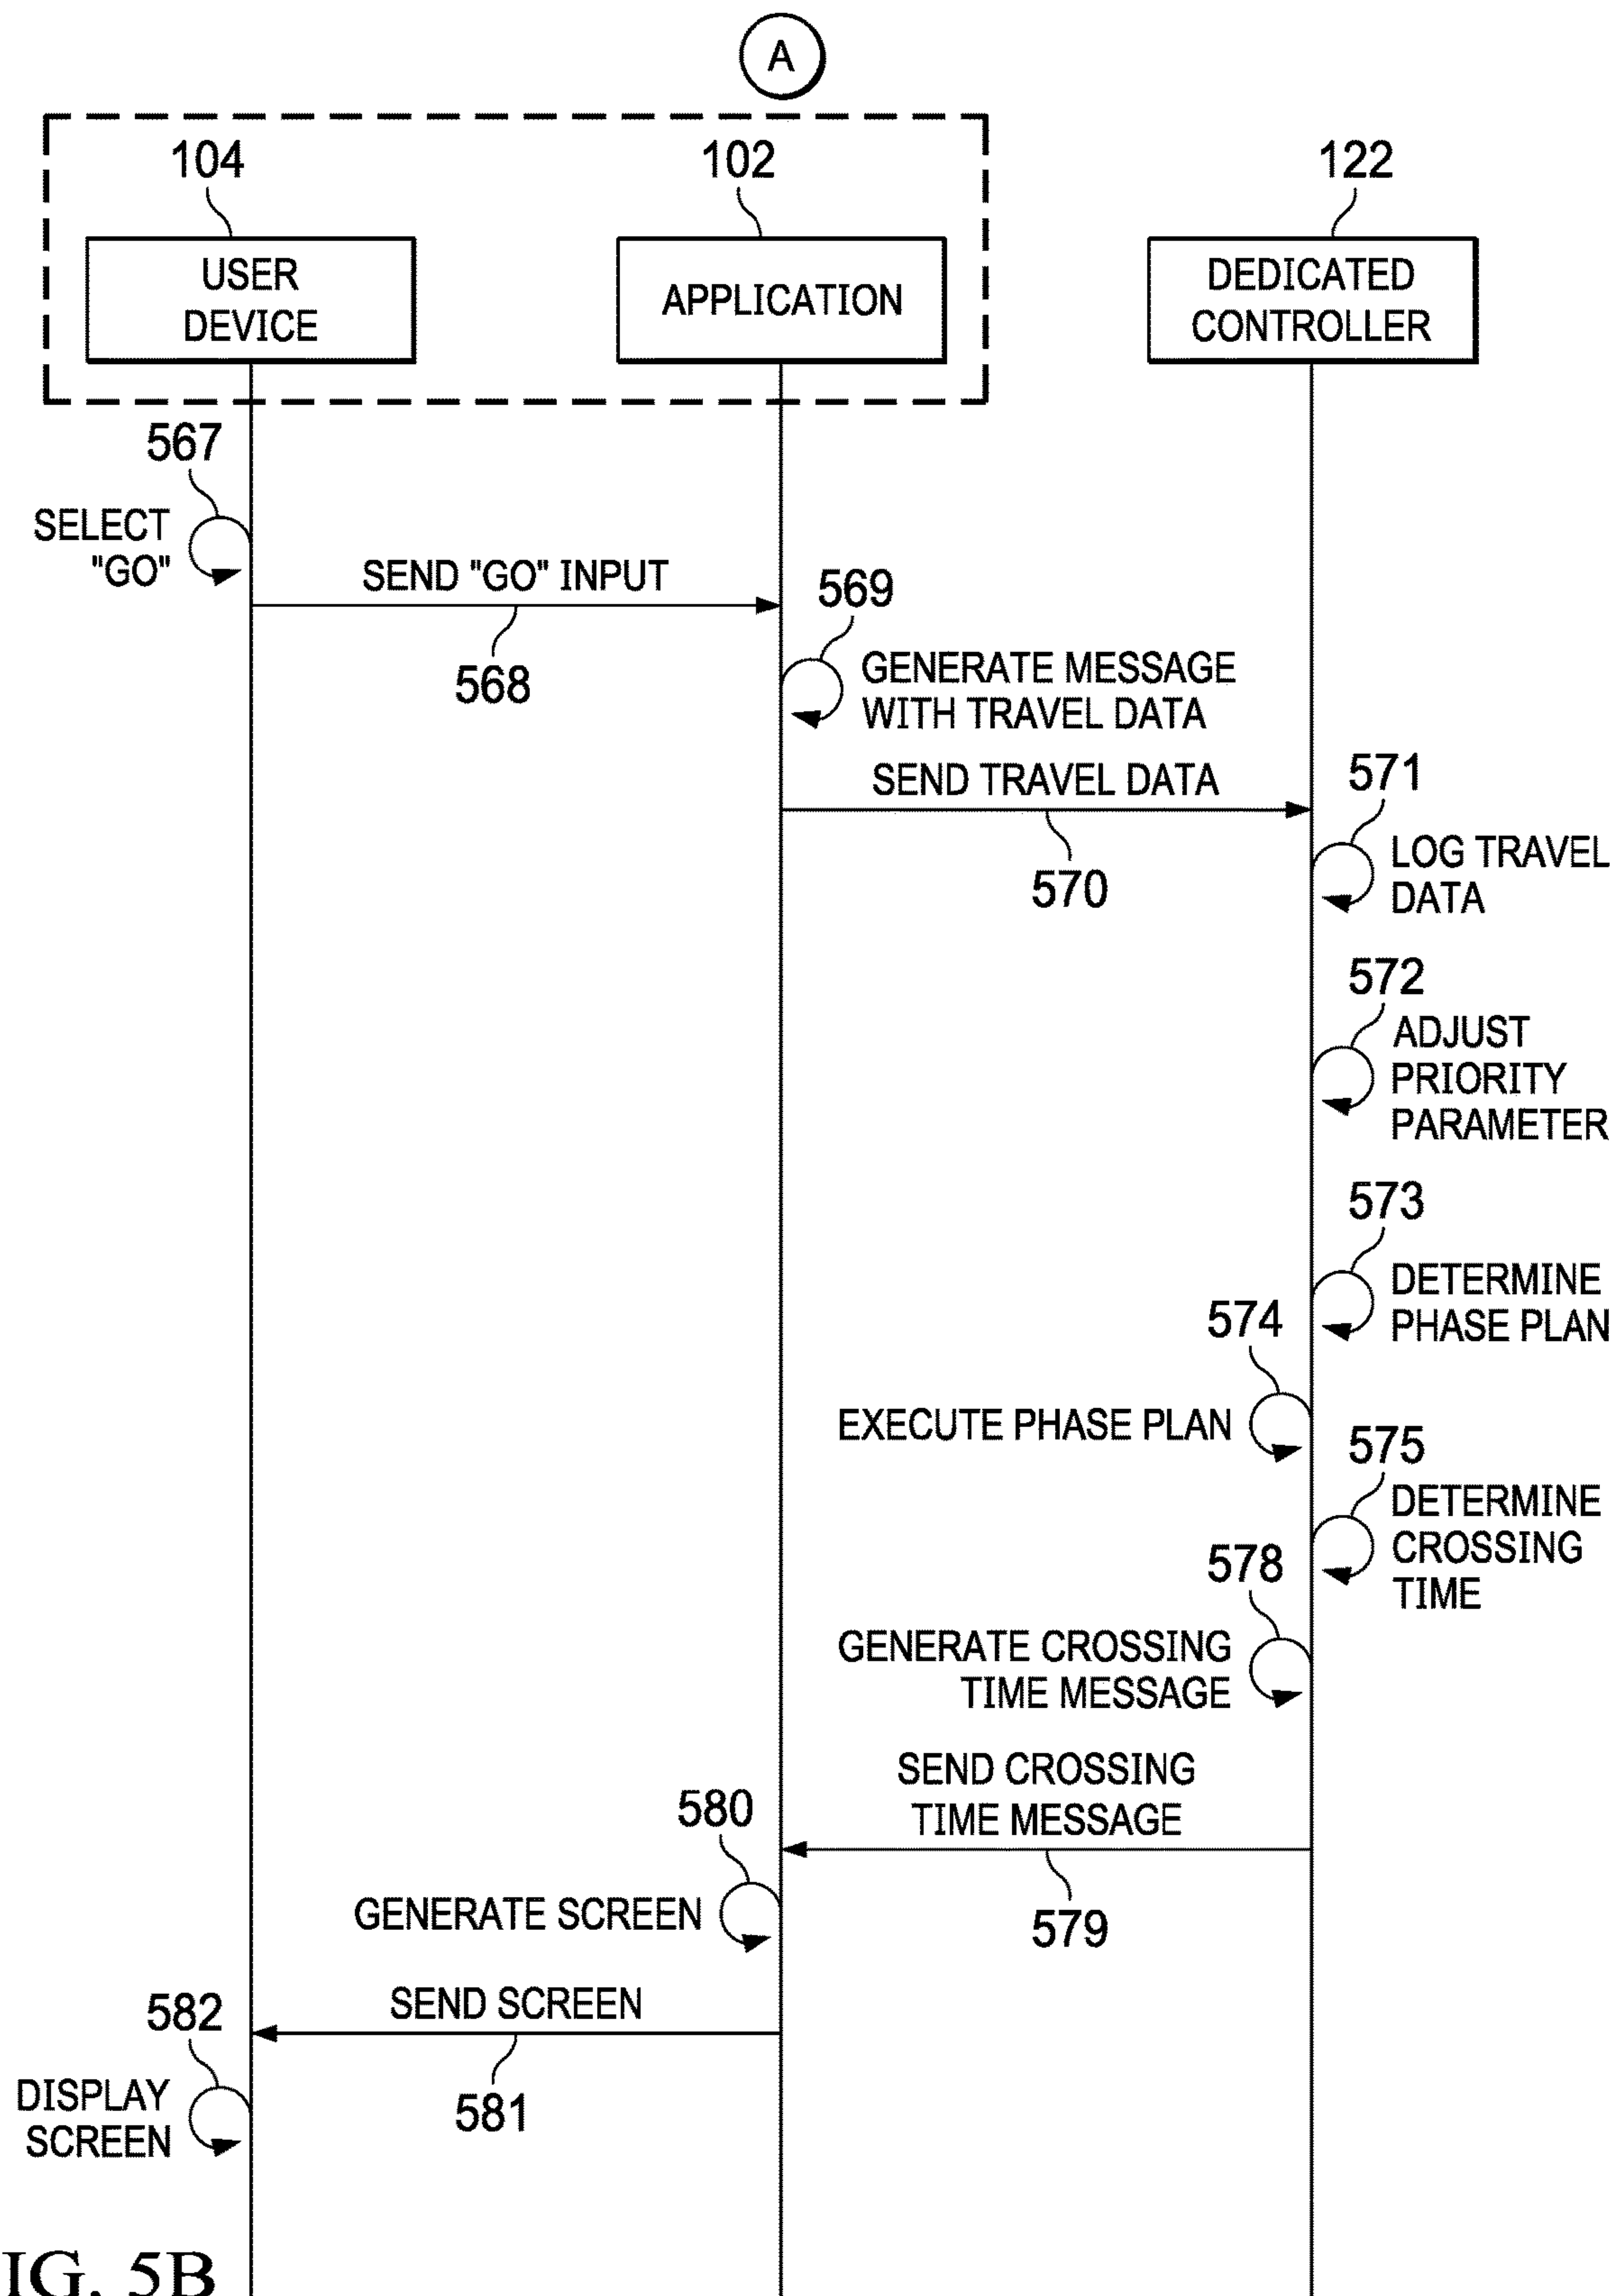 A
104
102
122
USER
DEVICE
APPLICATION
DEDICATED
CONTROLLER
567
SELECT
"GO"
SEND "GO" INPUT
568
569
GENERATE MESSAGE
WITH TRAVEL DATA
SEND TRAVEL DATA
570
571
LOG TRAVEL
DATA
572
ADJUST
PRIORITY
PARAMETER
573
DETERMINE
PHASE PLAN
574
EXECUTE PHASE PLAN
575
DETERMINE
CROSSING
TIME
578
GENERATE CROSSING
TIME MESSAGE
SEND CROSSING
TIME MESSAGE
579
580
GENERATE SCREEN
SEND SCREEN
581
582
DISPLAY
SCREEN
IG. 5B